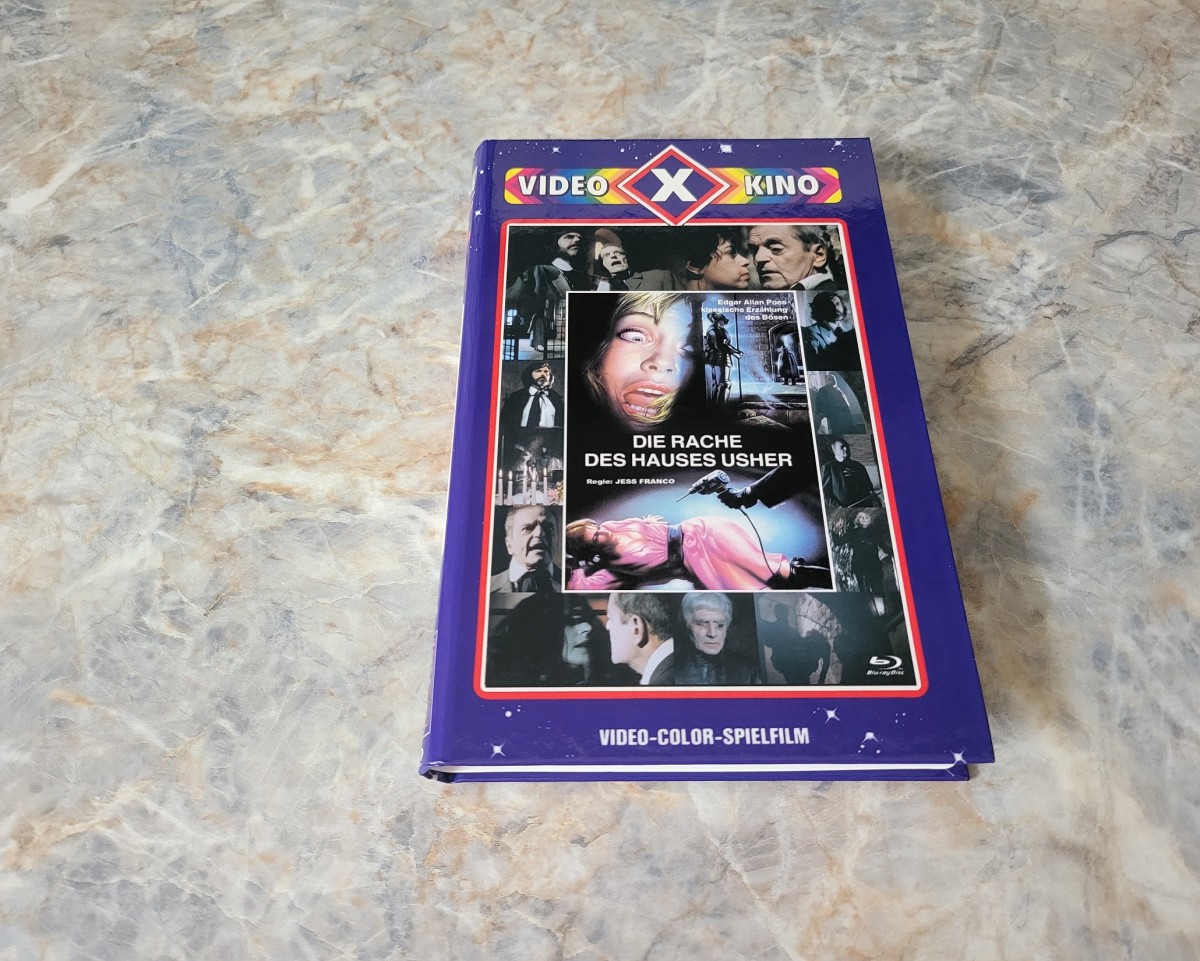 VIDEO X KINO
Edgar Allan Poes
klassische Erzählung
des Bösen
DIE RACHE
DES HAUSES USHER
Regie: JESS FRANCO
Blu-ray Disc
VIDEO-COLOR-SPIELFILM